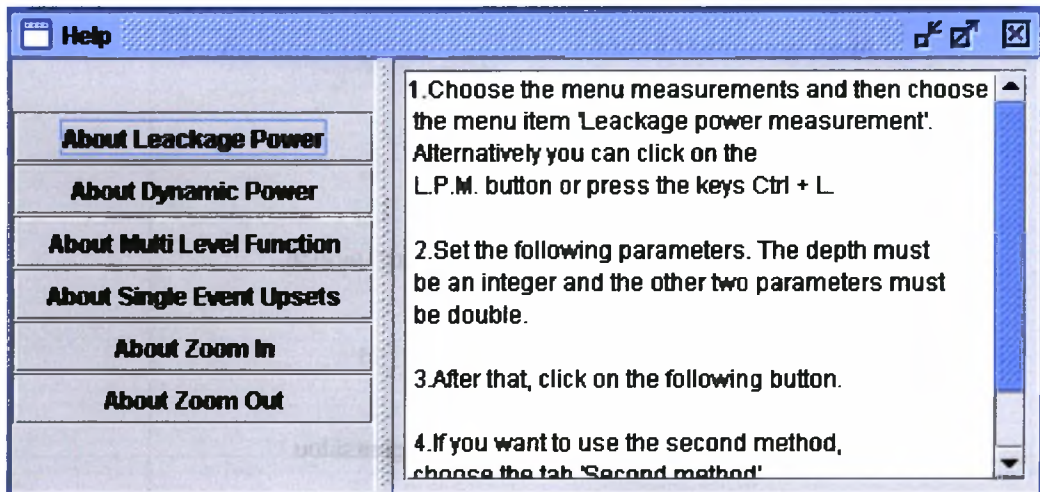 Help
About Leackage Power
About Dynamic Power
About Multi Level Function
About Single Event Upsets
About Zoom In
About Zoom Out
1.Choose the menu measurements and then choose
the menu item 'Leackage power measurement'.
Alternatively you can click on the
L.P.M. button or press the keys Ctrl + L.
2.Set the following parameters. The depth must
be an integer and the other two parameters must
be double.
3.After that, click on the following button.
4.If you want to use the second method,
choose the tab 'Second method'